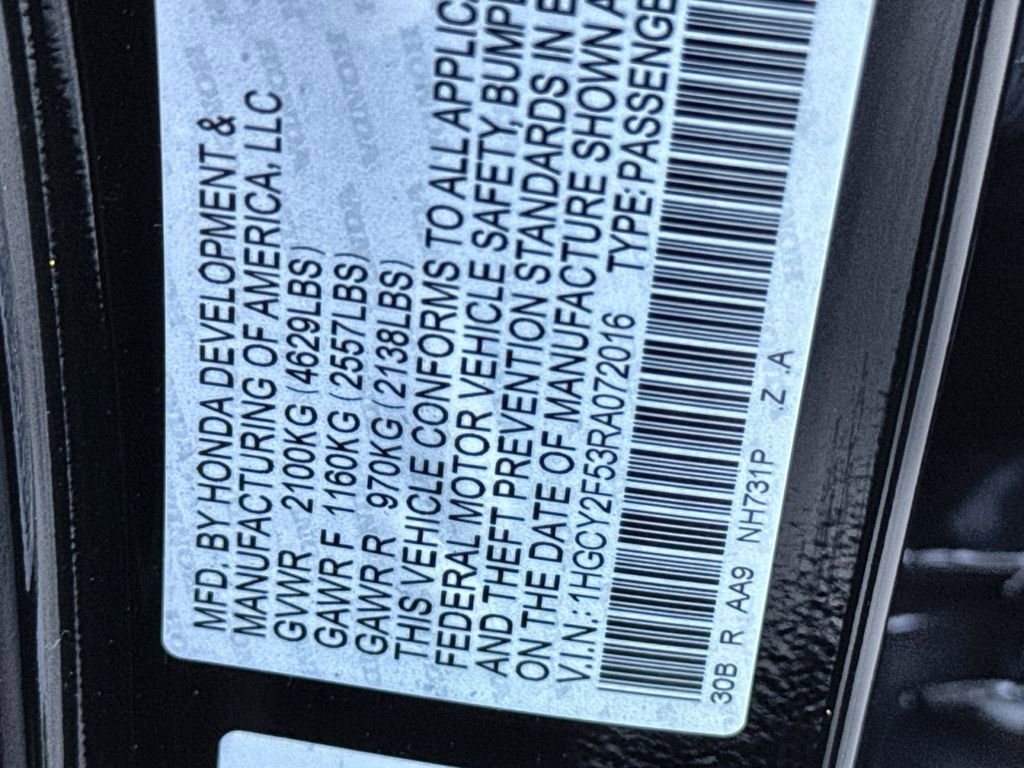 MFD. BY HONDA DEVELOPMENT &
MANUFACTURING OF AMERICA, LLC
GVWR 2100KG (4629LBS)
GAWR F 1160KG (2557LBS)
GAWR R 970KG (2138LBS)
THIS VEHICLE CONFORMS TO ALL APPLIC
FEDERAL MOTOR VEHICLE SAFETY, BUMP
AND THEFT PREVENTION STANDARDS IN E
ON THE DATE OF MANUFACTURE SHOWN A
V.I.N.: 1HGCY2F53RA072016 TYPE: PASSENGE
30B R AA9 NH731P .Z .A